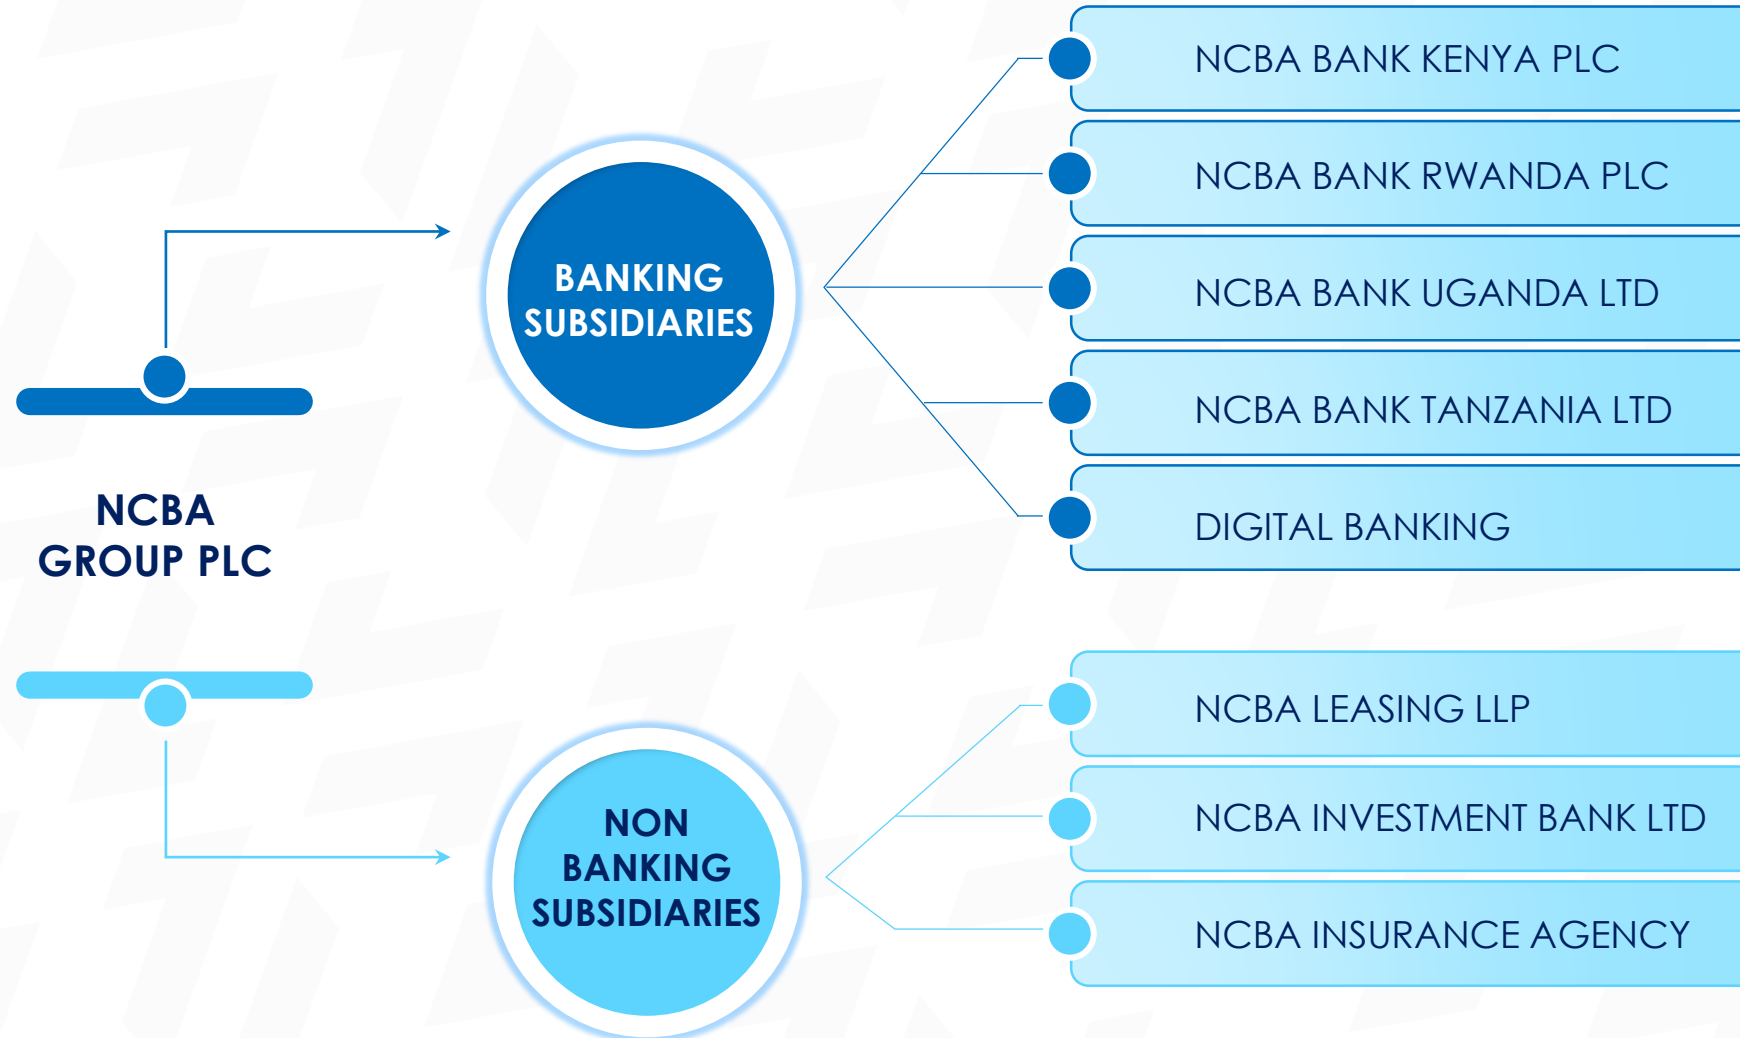 NCBA
GROUP PLC
BANKING
SUBSIDIARIES
NCBA BANK KENYA PLC
NCBA BANK RWANDA PLC
NCBA BANK UGANDA LTD
NCBA BANK TANZANIA LTD
DIGITAL BANKING
NON
BANKING
SUBSIDIARIES
NCBA LEASING LLP
NCBA INVESTMENT BANK LTD
NCBA INSURANCE AGENCY